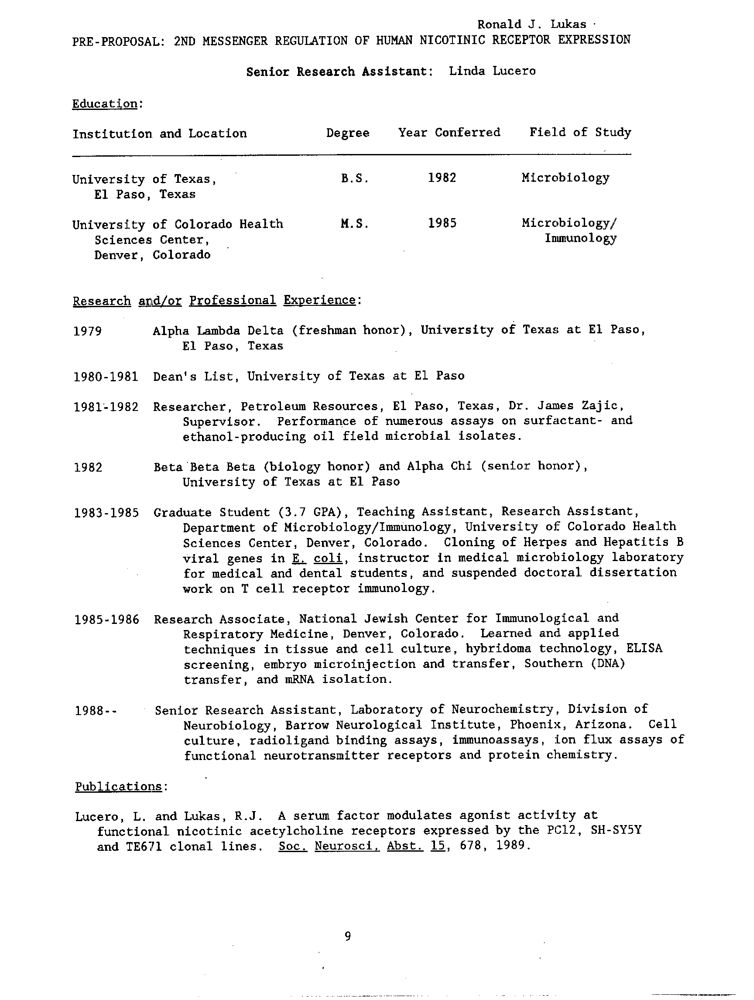 Ronald J. Lukas
PRE-PROPOSAL: 2ND MESSENGER REGULATION OF HUMAN NICOTINIC RECEPTOR EXPRESSION
Senior Research Assistant: Linda Lucero
Education:
Institution and Location Degree Year Conferred Field of Study
University of Texas, B.S. 1982 Microbiology
El Paso, Texas
University of Colorado Health M.S. 1985 Microbiology/
Sciences Center, Immunology
Denver, Colorado
Research and/or Professional Experience:
1979 Alpha Lambda Delta (freshman honor), University of Texas at El Paso,
El Paso, Texas
1980-1981 Dean's List, University of Texas at El Paso
1981-1982 Researcher, Petroleum Resources, El Paso, Texas, Dr. James Zajic,
Supervisor. Performance of numerous assays on surfactant- and
ethanol-producing oil field microbial isolates.
1982 Beta Beta Beta (biology honor) and Alpha Chi (senior honor),
University of Texas at El Paso
1983-1985 Graduate Student (3.7 GPA), Teaching Assistant, Research Assistant,
Department of Microbiology/Immunology, University of Colorado Health
Sciences Center, Denver, Colorado. Cloning of Herpes and Hepatitis B
viral genes in E. coli, instructor in medical microbiology laboratory
for medical and dental students, and suspended doctoral dissertation
work on T cell receptor immunology.
1985-1986 Research Associate, National Jewish Center for Immunological and
Respiratory Medicine, Denver, Colorado. Learned and applied
techniques in tissue and cell culture, hybridoma technology, ELISA
screening, embryo microinjection and transfer, Southern (DNA)
transfer, and mRNA isolation.
1988-- Senior Research Assistant, Laboratory of Neurochemistry, Division of
Neurobiology, Barrow Neurological Institute, Phoenix, Arizona. Cell
culture, radioligand binding assays, immunoassays, ion flux assays of
functional neurotransmitter receptors and protein chemistry.
Publications:
Lucero, L. and Lukas, R.J. A serum factor modulates agonist activity at
functional nicotinic acetylcholine receptors expressed by the PC12, SH-SY5Y
and TE671 clonal lines. Soc. Neurosci. Abst. 15, 678, 1989.
9